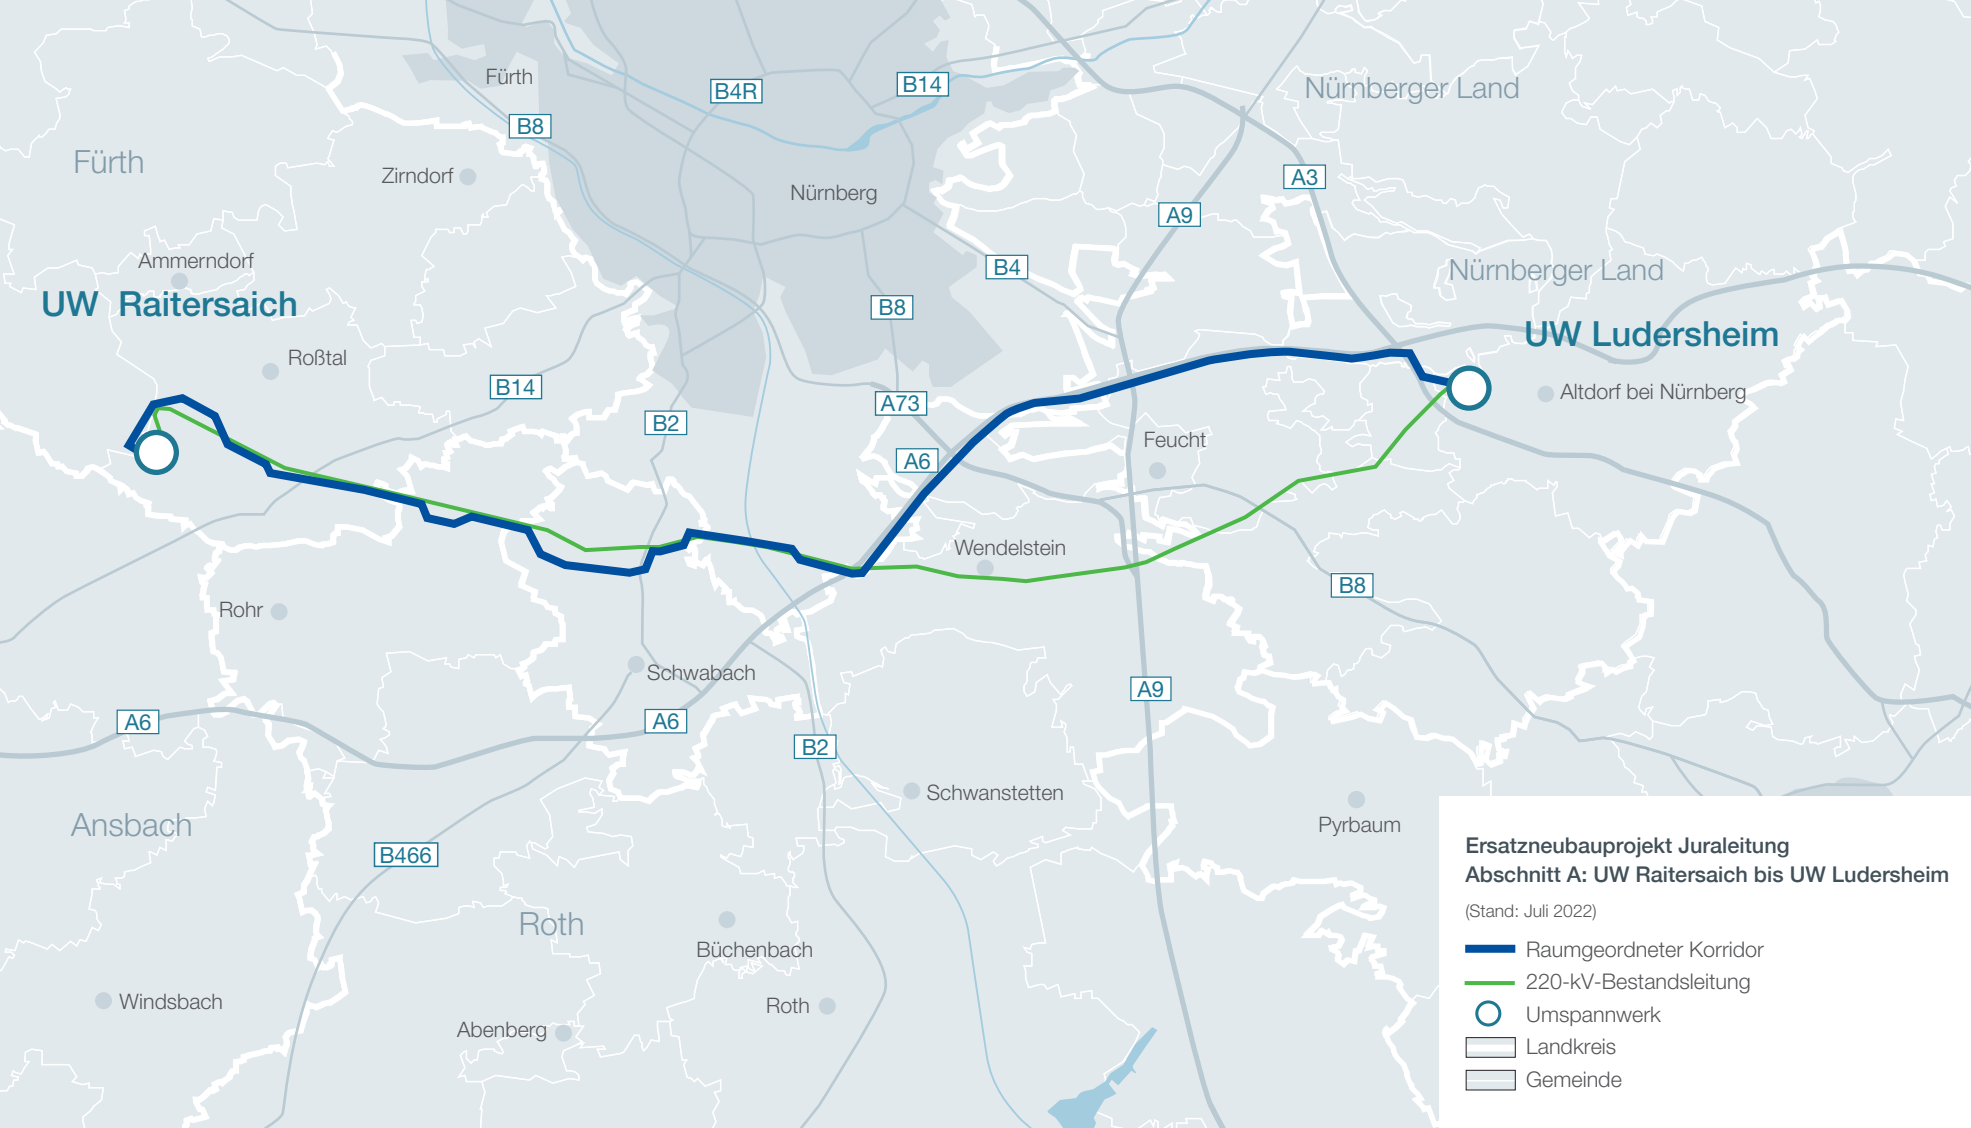 Fürth
B4R
B14
Nürnberger Land
B8
Fürth
Zirndorf
A3
Nürnberg
A9
Ammerndorf
B4
Nürnberger Land
UW Raitersaich
B8
UW Ludersheim
Roßtal
B14
Altdorf bei Nürnberg
A73
B2
Feucht
A6
Wendelstein
B8
Rohr
Schwabach
A9
A6
A6
B2
Schwanstetten
Pyrbaum
Ansbach
B466
Roth
Büchenbach
Windsbach
Roth
Abenberg
Ersatzneubauprojekt Juraleitung
Abschnitt A: UW Raitersaich bis UW Ludersheim
(Stand: Juli 2022)
Raumgeordneter Korridor
220-kV-Bestandsleitung
Umspannwerk
Landkreis
Gemeinde